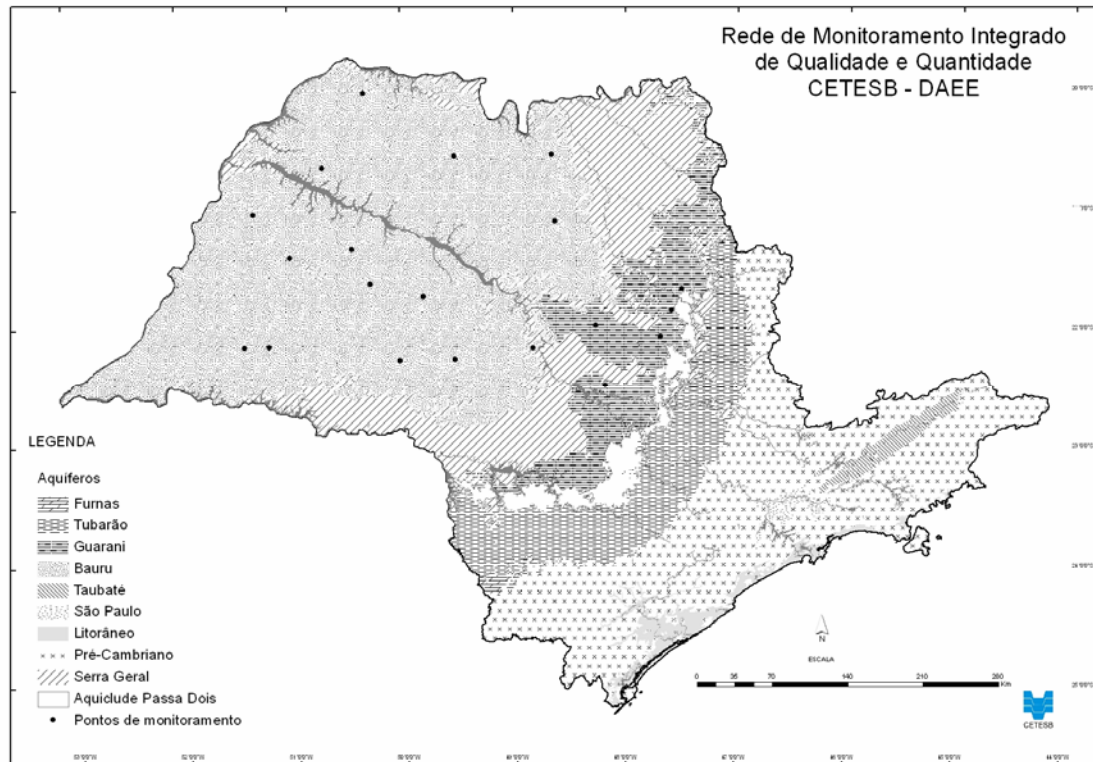 Rede de Monitoramento Integrado
de Qualidade e Quantidade
CETESB - DAEE
LEGENDA
Aquíferos
Furnas
Tubarão
Guarani
Bauru
Taubaté
São Paulo
Litorâneo
Pré-Cambriano
Serra Geral
Aquiclude Passa Dois
Pontos de monitoramento
N
ESCALA
0 35 70 140 210 280
Km
CETESB